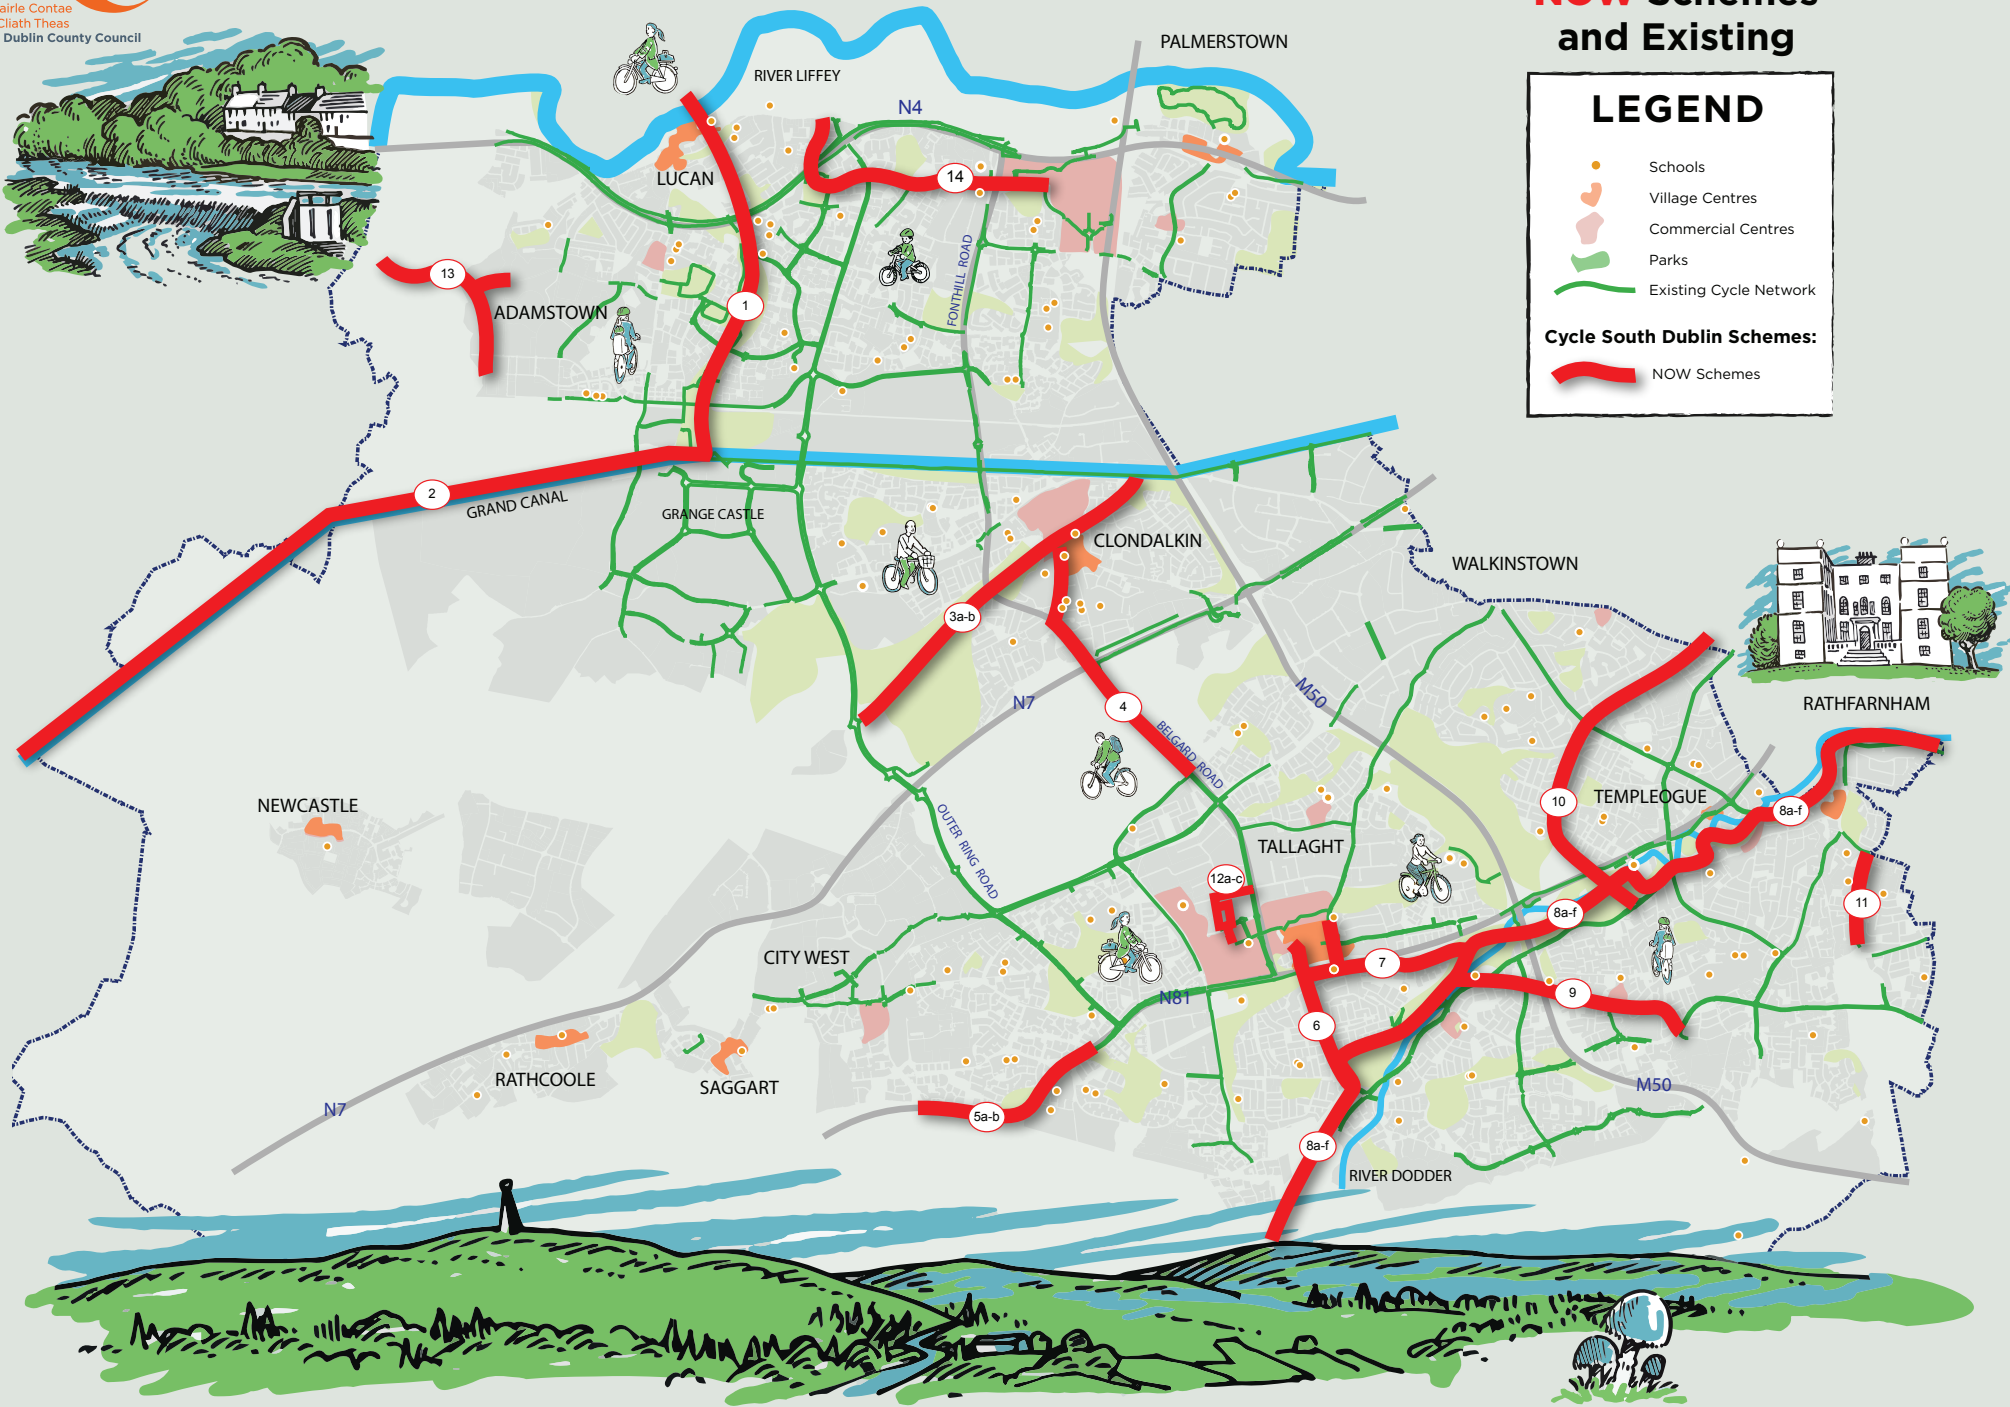 Cliath Theas
Dublin County Council
Schemes
and Existing
LEGEND
Schools
Village Centres
Commercial Centres
Parks
Existing Cycle Network
Cycle South Dublin Schemes:
NOW Schemes
PALMERSTOWN
RIVER LIFFEY
N4
LUCAN
14
FONTHILL ROAD
13
ADAMSTOWN
1
2
GRAND CANAL
GRANGE CASTLE
CLONDALKIN
WALKINSTOWN
3a-b
N7
4
M50
BELGARD ROAD
RATHFARNHAM
NEWCASTLE
OUTER RING ROAD
10
TEMPLEOGUE
8a-f
TALLAGHT
12a-c
11
8a-f
CITY WEST
7
N81
9
6
RATHCOOLE
SAGGART
M50
N7
5a-b
8a-f
RIVER DODDER